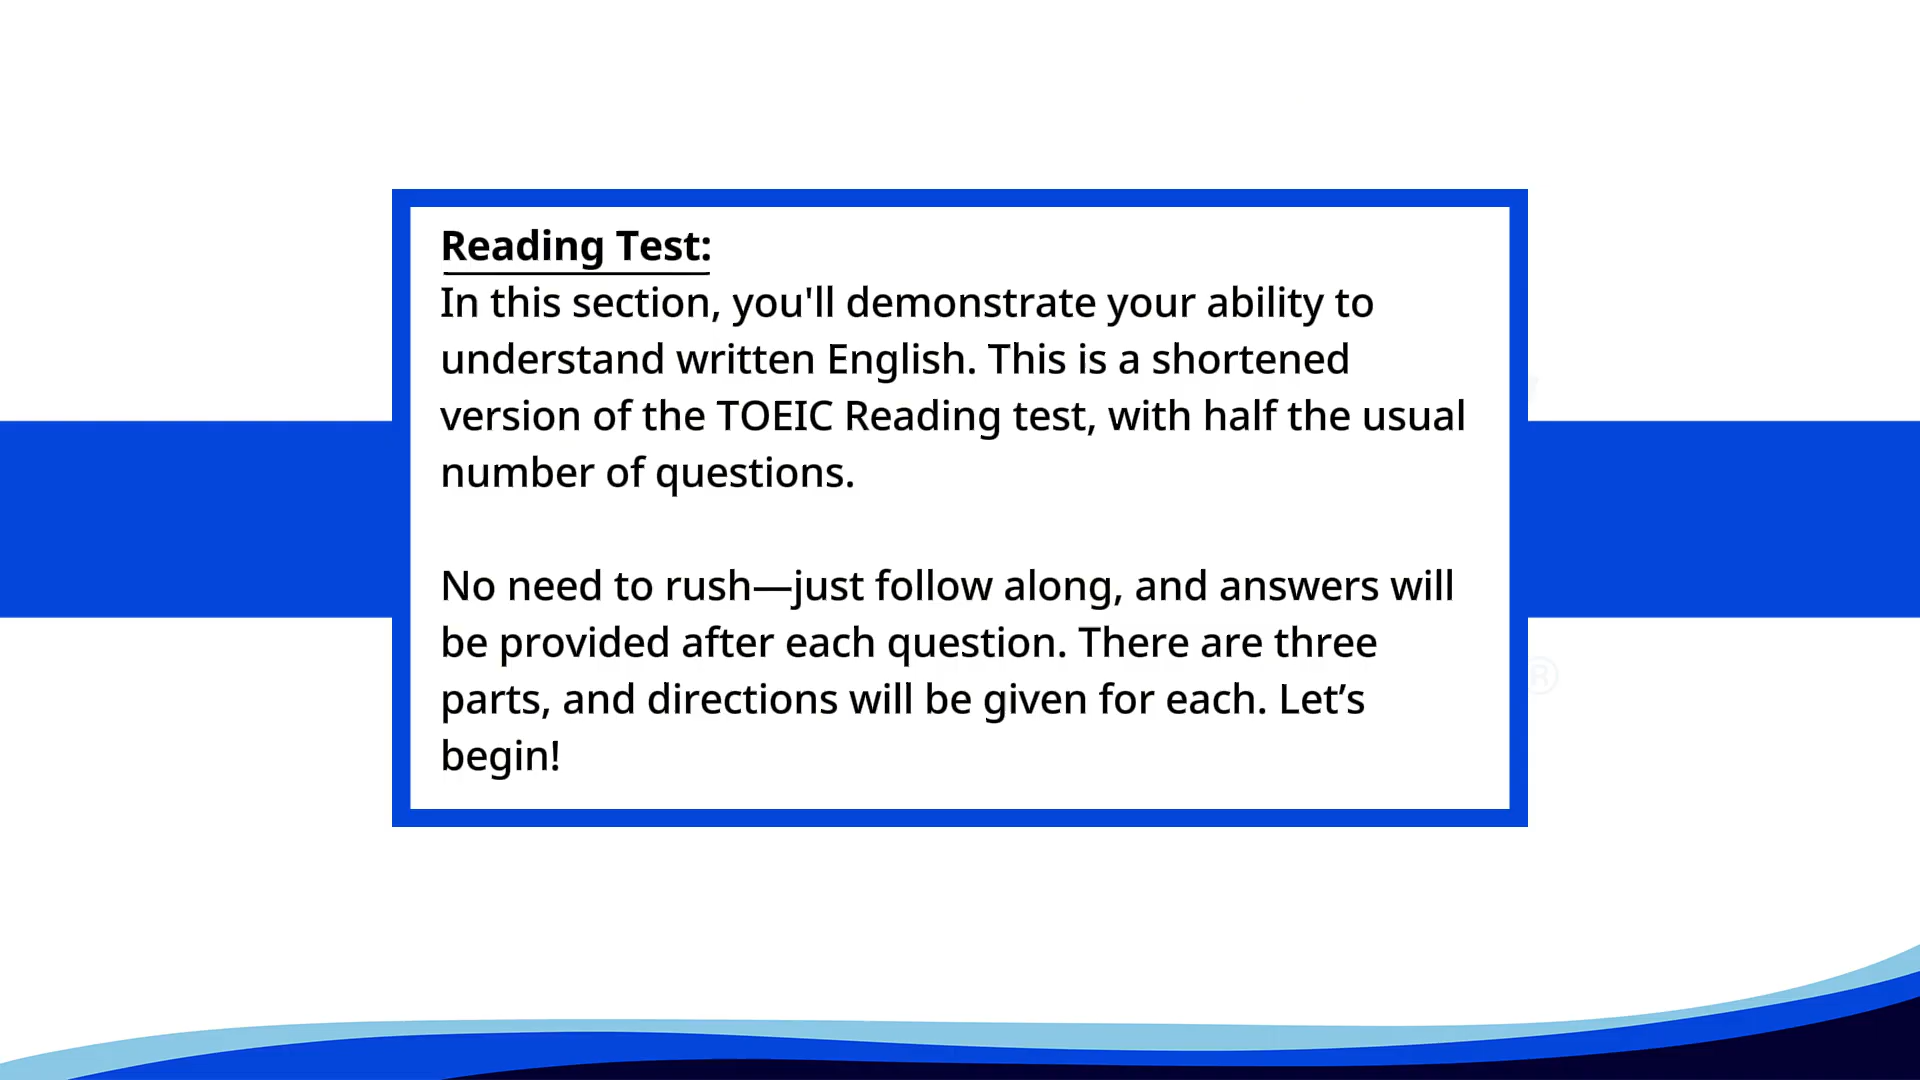 Reading Test:
In this section, you'll demonstrate your ability to
understand written English. This is a shortened
version of the TOEIC Reading test, with half the usual
number of questions.
No need to rush—just follow along, and answers will
be provided after each question. There are three
parts, and directions will be given for each. Let’s
begin!
®